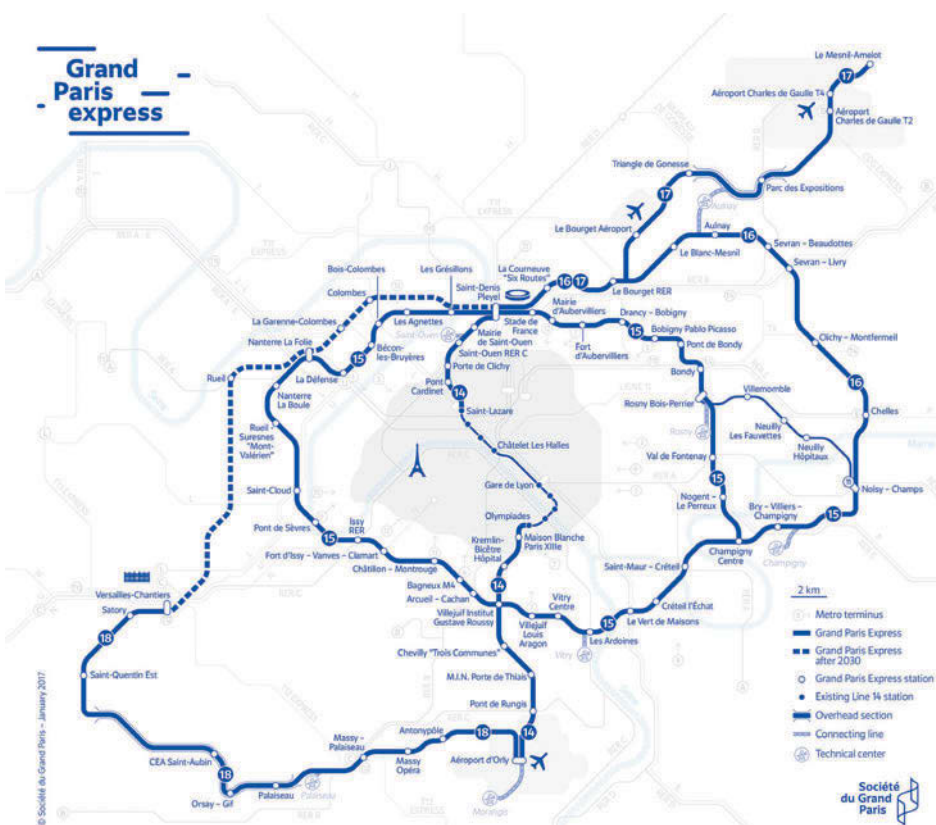 Grand
Paris
express
Le Mesnil-Amelot
17
Aéroport Charles de Gaulle T4
Aéroport
Charles de Gaulle T2
Triangle de Gonesse
17
Parc des Expositions
Aulnay
Le Bourget Aéroport
Aulnay
16
Sevran – Beaudottes
Le Blanc-Mesnil
Sevran – Livry
Bois-Colombes
Les Grésillons
La Courneuve
"Six Routes"
16
17
Le Bourget RER
Colombes
Saint-Denis
Pleyel
La Garenne-Colombes
Les Agnettes
Stade de
France
Mairie
d'Aubervilliers
Drancy – Bobigny
15
Bobigny Pablo Picasso
Fort
d'Aubervilliers
Pont de Bondy
Clichy – Montfermeil
Nanterre La Folie
15
Bécon-
les-Bruyères
Saint-Ouen
Mairie
de Saint-Ouen
Saint-Ouen RER C
Porte de Clichy
Rueil
La Défense
Pont
Cardinet
14
Bondy
16
Nanterre
La Boule
Saint-Lazare
Rosny Bois-Perrier
Villemomble
Chelles
Rueil -
Suresnes
"Mont-
Valérien"
Rosny
Neuilly
Les Fauvettes
Neuilly
Hôpitaux
Châtelet Les Halles
Val de Fontenay
15
11
Noisy – Champs
Saint-Cloud
Gare de Lyon
Nogent –
Le Perreux
Bry – Villiers –
Champigny
15
Pont de Sèvres
15
Issy
RER
Olympiades
Kremlin-
Bicêtre
Hôpital
Maison Blanche
Paris XIIIe
Fort d'Issy – Vanves – Clamart
Champigny
Centre
Champigny
Châtillon – Montrouge
Saint-Maur – Créteil
Bagneux M4
14
Arcueil – Cachan
Vitry
Centre
Créteil l'Échat
2 km
Versailles-Chantiers
Villejuif Institut
Gustave Roussy
Villejuif
Louis
Aragon
15
Le Vert de Maisons
Les Ardoines
Vitry
Satory
18
Chevilly "Trois Communes"
Saint-Quentin Est
M.I.N. Porte de Thiais
Pont de Rungis
Antonypôle
18
14
Massy –
Palaiseau
Massy
Opéra
Aéroport d'Orly
CEA Saint-Aubin
18
Orsay – Gif
Palaiseau
Palaiseau
Morangis
Metro terminus
Grand Paris Express
Grand Paris Express
after 2030
Grand Paris Express station
Existing Line 14 station
Overhead section
Connecting line
Technical center
© Société du Grand Paris – January 2017
Société
du Grand
Paris